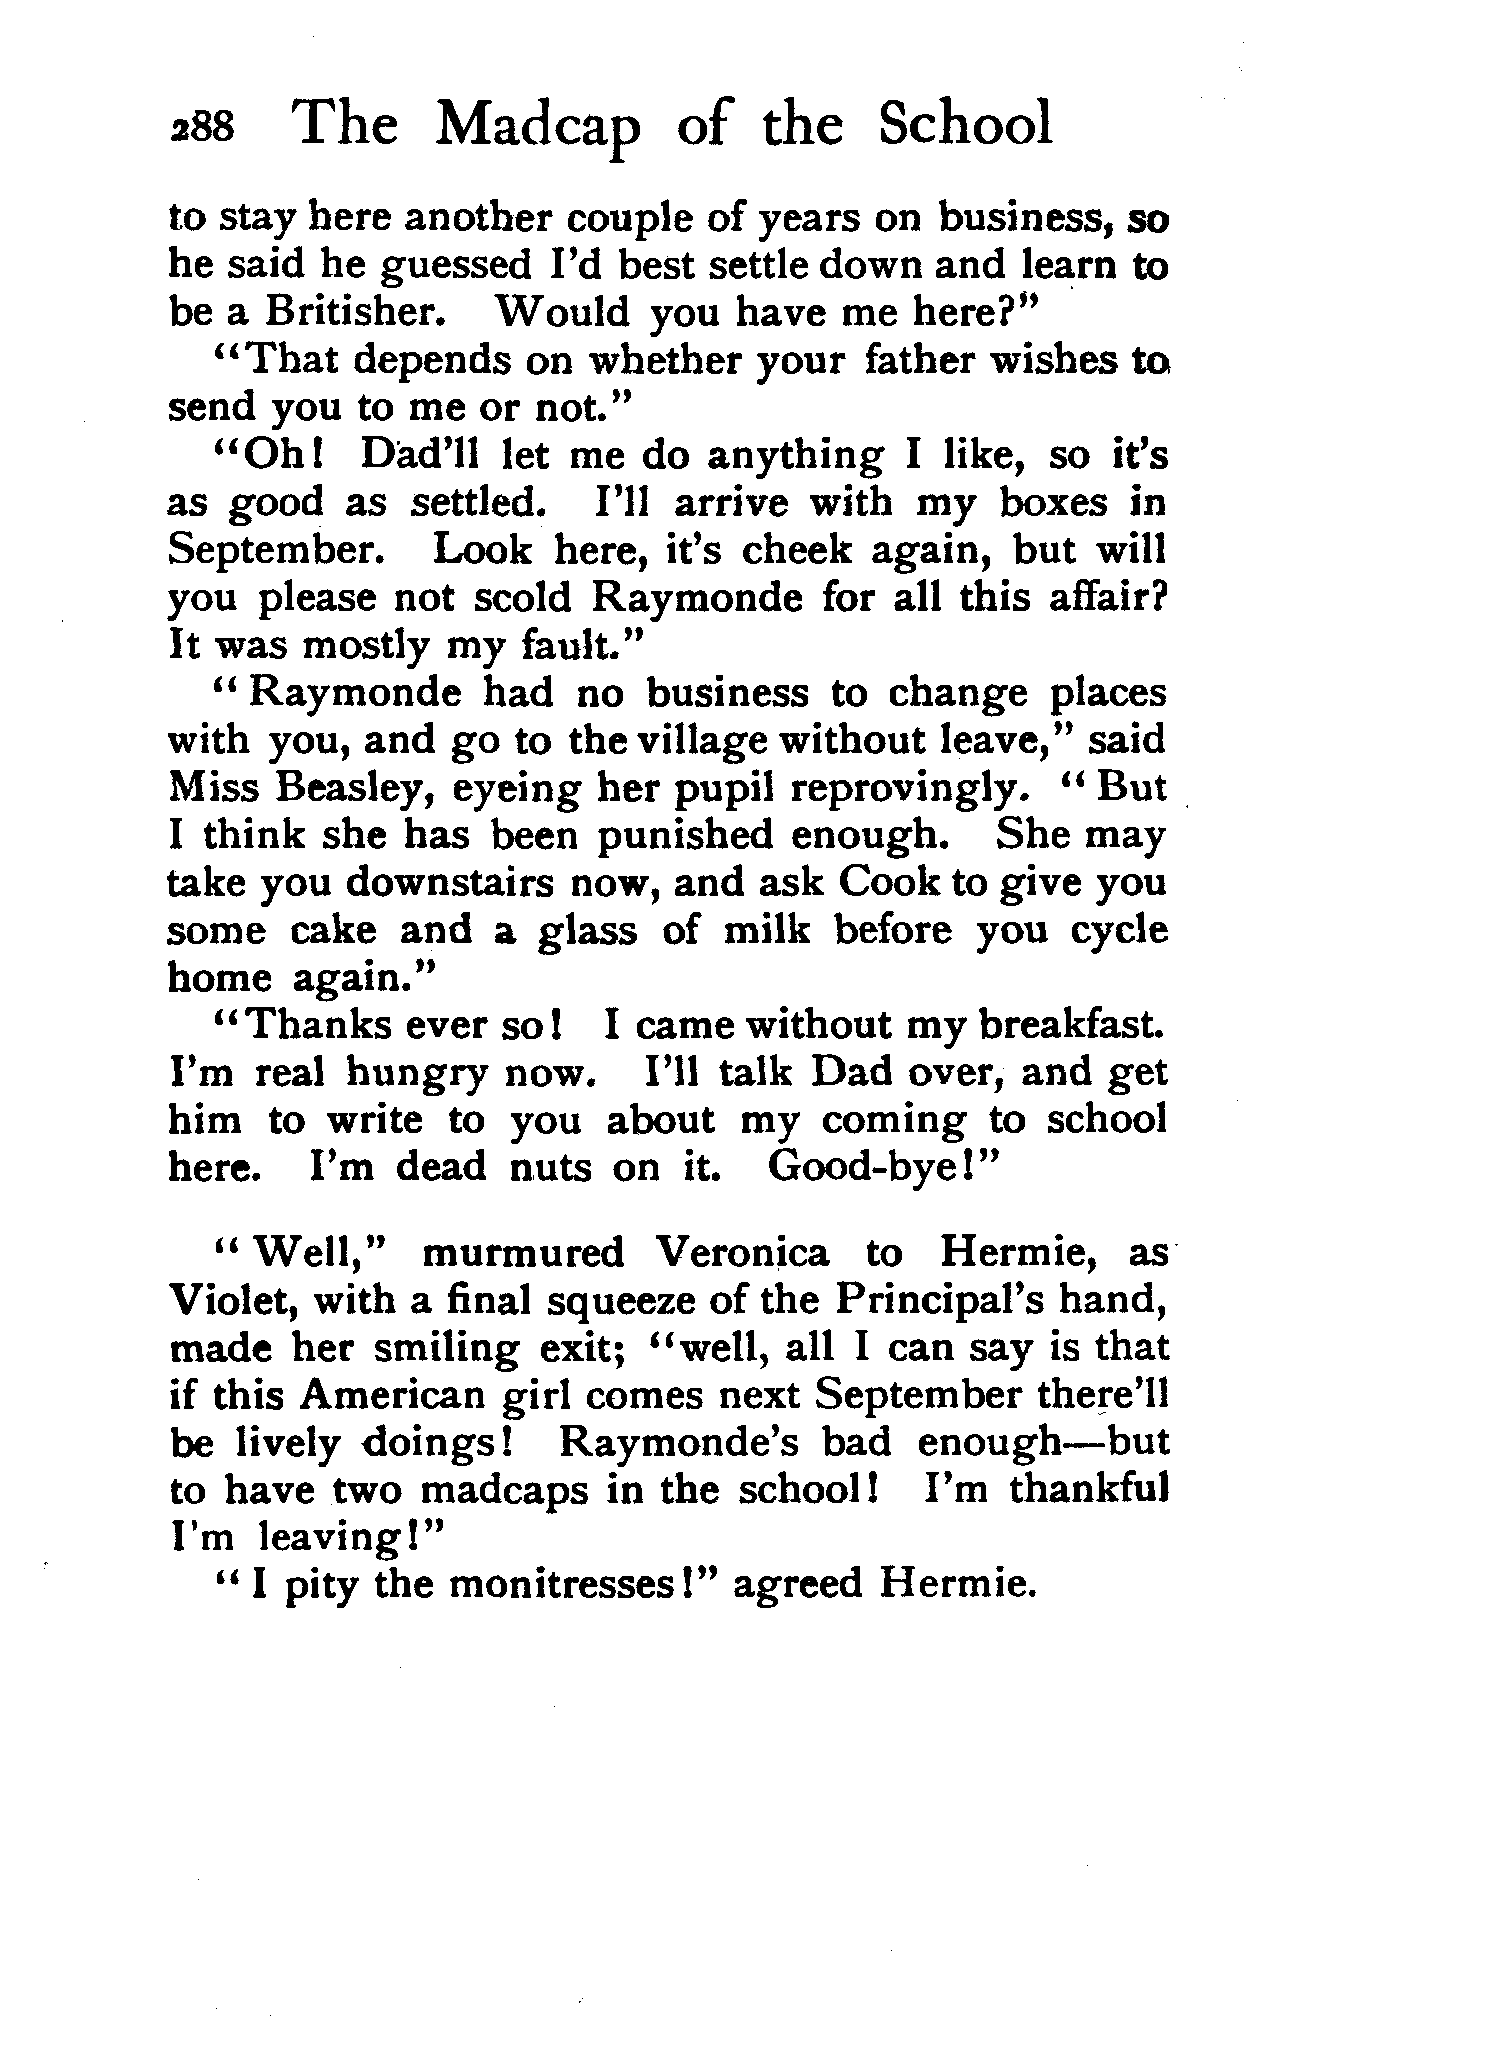 288 The Madcap of the School
to stay here another couple of years on business, so
he said he guessed I'd best settle down and learn to
be a Britisher. Would you have me here?"
"That depends on whether your father wishes to
send you to me or not."
"Oh! Dad'll let me do anything I like, so it's
as good as settled. I'll arrive with my boxes in
September. Look here, it's cheek again, but will
you please not scold Raymonde for all this affair?
It was mostly my fault."
"Raymonde had no business to change places
with you, and go to the village without leave," said
Miss Beasley, eyeing her pupil reprovingly. "But
I think she has been punished enough. She may
take you downstairs now, and ask Cook to give you
some cake and a glass of milk before you cycle
home again."
"Thanks ever so! I came without my breakfast.
I'm real hungry now. I'll talk Dad over, and get
him to write to you about my coming to school
here. I'm dead nuts on it. Good-bye!"
"Well," murmured Veronica to Hermie, as
Violet, with a final squeeze of the Principal's hand,
made her smiling exit; "well, all I can say is that
if this American girl comes next September there'll
be lively doings! Raymonde's bad enough—but
to have two madcaps in the school! I'm thankful
I'm leaving!"
"I pity the monitresses!" agreed Hermie.